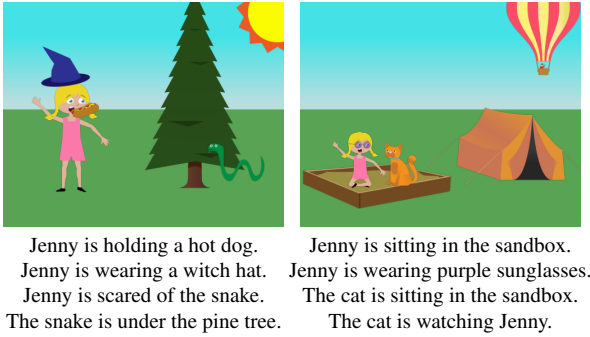 Jenny is holding a hot dog.
Jenny is wearing a witch hat.
Jenny is scared of the snake.
The snake is under the pine tree.
Jenny is sitting in the sandbox.
Jenny is wearing purple sunglasses.
The cat is sitting in the sandbox.
The cat is watching Jenny.